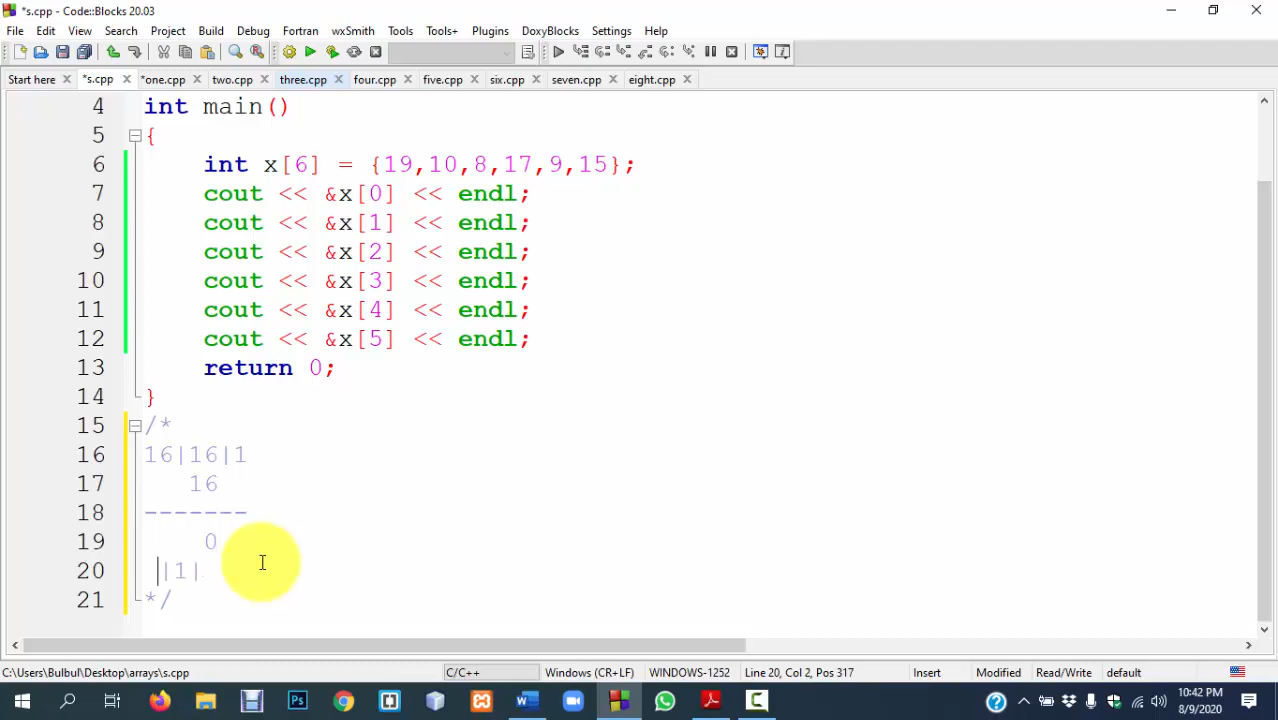 *s.cpp - Code::Blocks 20.03
File Edit View Search Project Build Debug Fortran wxSmith Tools Tools+ Plugins DoxyBlocks Settings Help
Start here *s.cpp *one.cpp two.cpp three.cpp four.cpp five.cpp six.cpp seven.cpp eight.cpp
4 int main()
5 {
6 int x[6] = {19,10,8,17,9,15};
7 cout << &x[0] << endl;
8 cout << &x[1] << endl;
9 cout << &x[2] << endl;
10 cout << &x[3] << endl;
11 cout << &x[4] << endl;
12 cout << &x[5] << endl;
13 return 0;
14 }
15 /*
16 16|16|1
17 16
18 -------
19 0
20 |1|
21 */
C:\Users\Bulbul\Desktop\arrays\s.cpp C/C++ Windows (CR+LF) WINDOWS-1252 Line 20, Col 2, Pos 317 Insert Modified Read/Write default
10:42 PM
8/9/2020